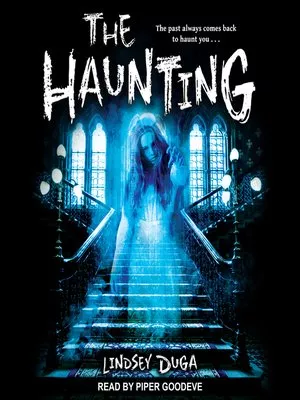 THE
HAUNTING
The past always comes back
to haunt you . . .
LINDSEY DUGA
READ BY PIPER GOODEVE